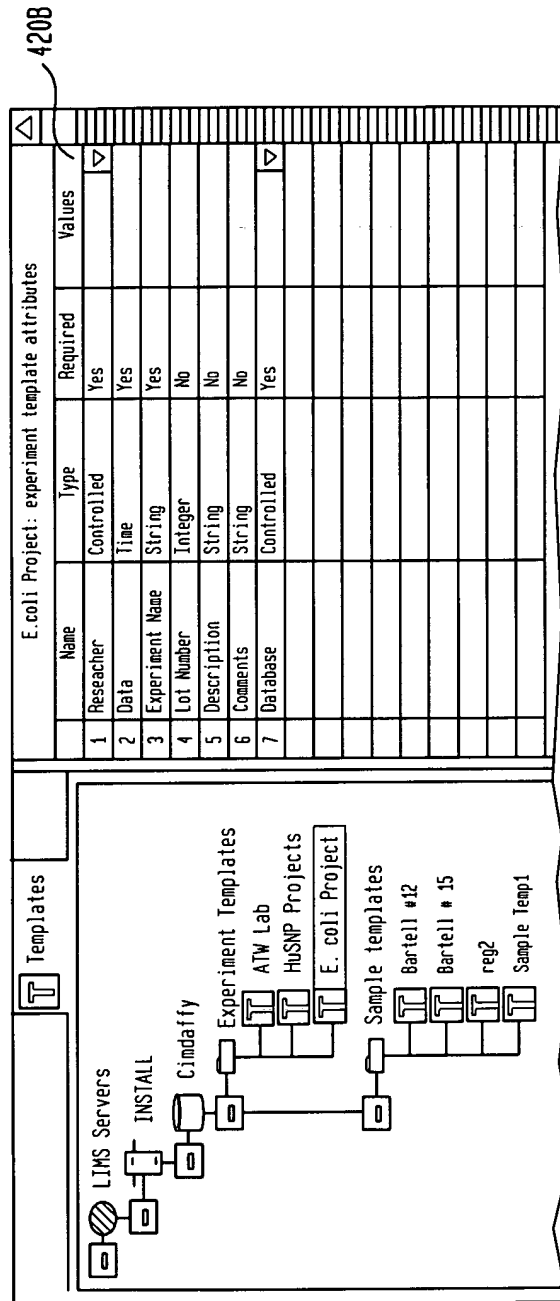 Templates
LIMS Servers
INSTALL
Cimdaffy
Experiment Templates
ATW Lab
HuSNP Projects
E. coli Project
Sample templates
Bartell #12
Bartell # 15
reg2
Sample Temp1
E.coli Project: experiment template attributes
Name Type Required Values
1 Reseacher Controlled Yes
2 Data Time Yes
3 Experiment Name String Yes
4 Lot Number Integer No
5 Description String No
6 Comments String No
7 Database Controlled Yes
420B